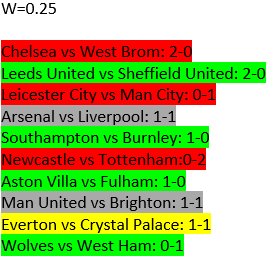 W=0.25
Chelsea vs West Brom: 2-0
Leeds United vs Sheffield United: 2-0
Leicester City vs Man City: 0-1
Arsenal vs Liverpool: 1-1
Southampton vs Burnley: 1-0
Newcastle vs Tottenham:0-2
Aston Villa vs Fulham: 1-0
Man United vs Brighton: 1-1
Everton vs Crystal Palace: 1-1
Wolves vs West Ham: 0-1